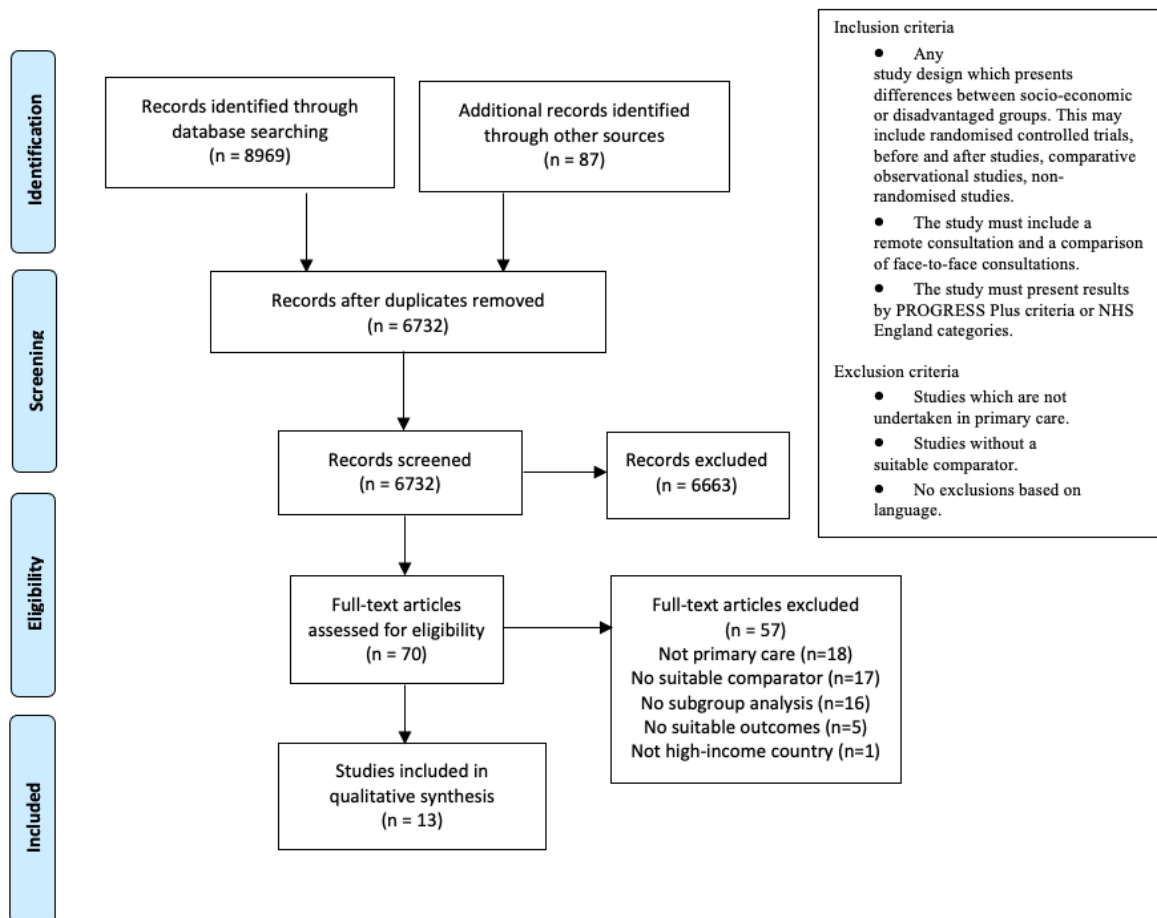 Identification
Records identified through
database searching
(n = 8969)
Additional records identified
through other sources
(n = 87)
Screening
Records after duplicates removed
(n = 6732)
Records screened
(n = 6732)
Records excluded
(n = 6663)
Eligibility
Full-text articles
assessed for eligibility
(n = 70)
Full-text articles excluded
(n = 57)
Not primary care (n=18)
No suitable comparator (n=17)
No subgroup analysis (n=16)
No suitable outcomes (n=5)
Not high-income country (n=1)
Included
Studies included in
qualitative synthesis
(n = 13)
Inclusion criteria
● Any
study design which presents
differences between socio-economic
or disadvantaged groups. This may
include randomised controlled trials,
before and after studies, comparative
observational studies, non-
randomised studies.
● The study must include a
remote consultation and a comparison
of face-to-face consultations.
● The study must present results
by PROGRESS Plus criteria or NHS
England categories.
Exclusion criteria
● Studies which are not
undertaken in primary care.
● Studies without a
suitable comparator.
● No exclusions based on
language.